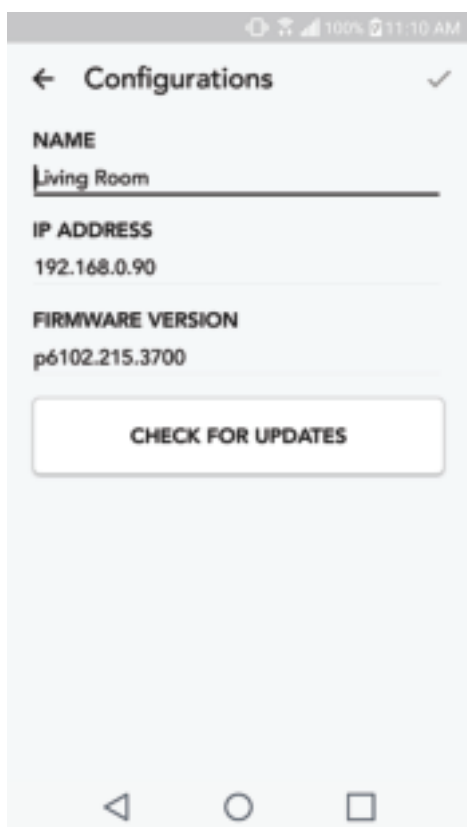 100% 11:10 AM
Configurations
NAME
Living Room
IP ADDRESS
192.168.0.90
FIRMWARE VERSION
p6102.215.3700
CHECK FOR UPDATES